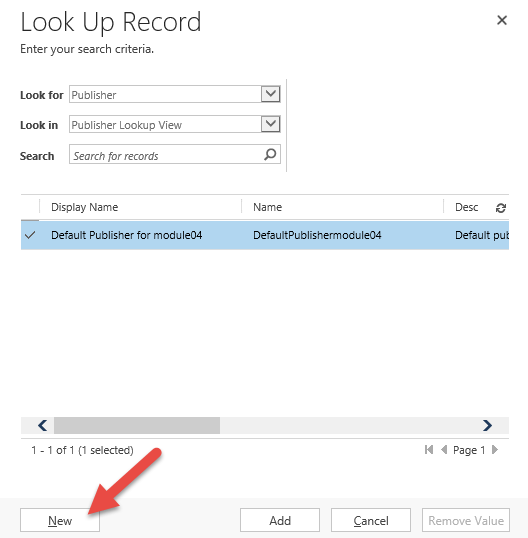 Look Up Record
Enter your search criteria.
Look for Publisher
Look in Publisher Lookup View
Search Search for records
Display Name Name Desc
Default Publisher for module04 DefaultPublishermodule04 Default pub
1 - 1 of 1 (1 selected) Page 1
New Add Cancel Remove Value